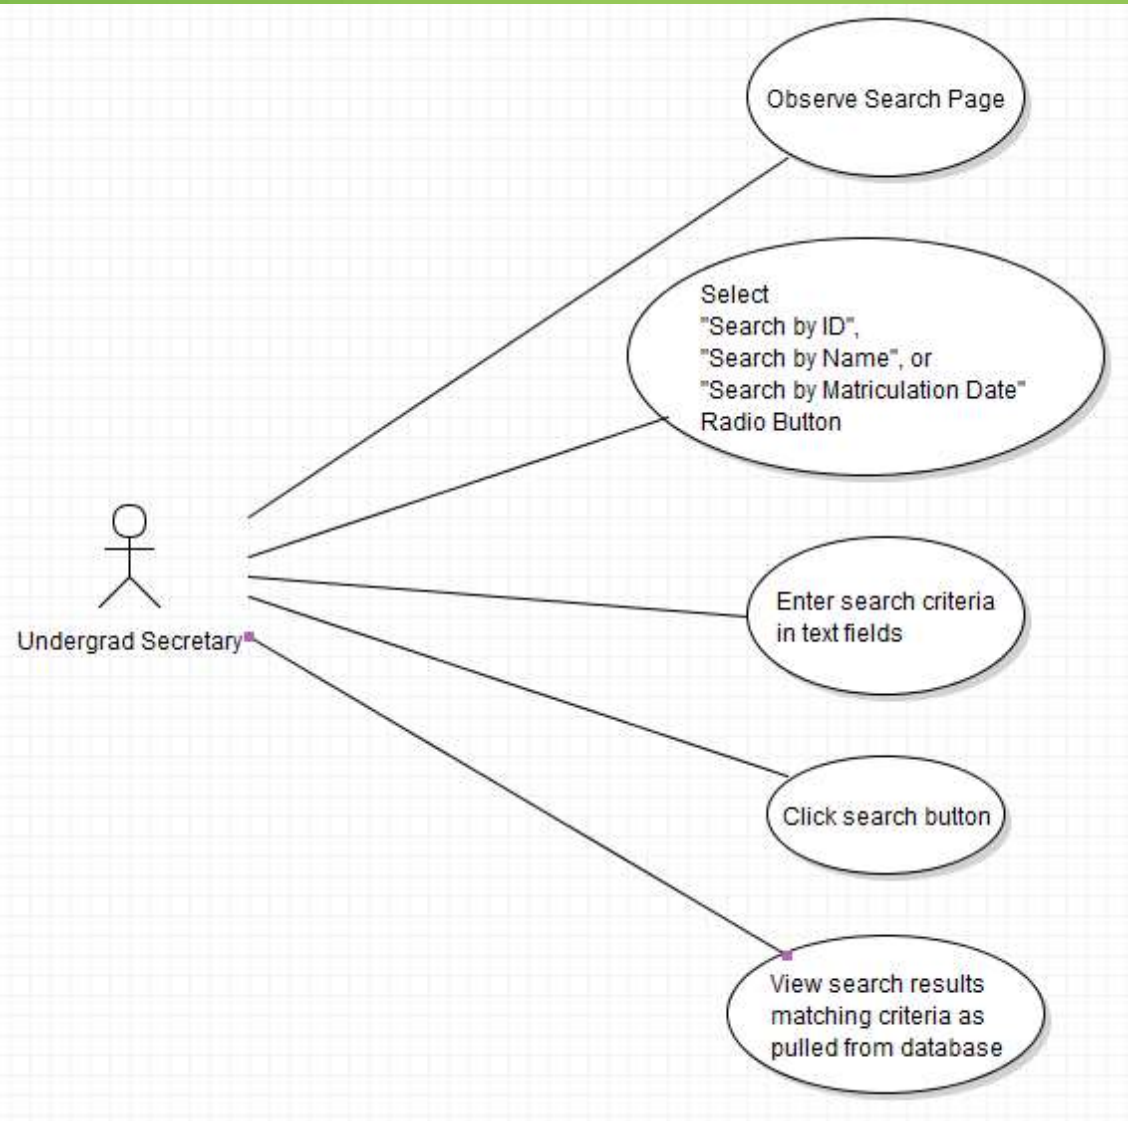 Observe Search Page
Select
"Search by ID",
"Search by Name", or
"Search by Matriculation Date"
Radio Button
Enter search criteria
in text fields
Undergrad Secretary
Click search button
View search results
matching criteria as
pulled from database